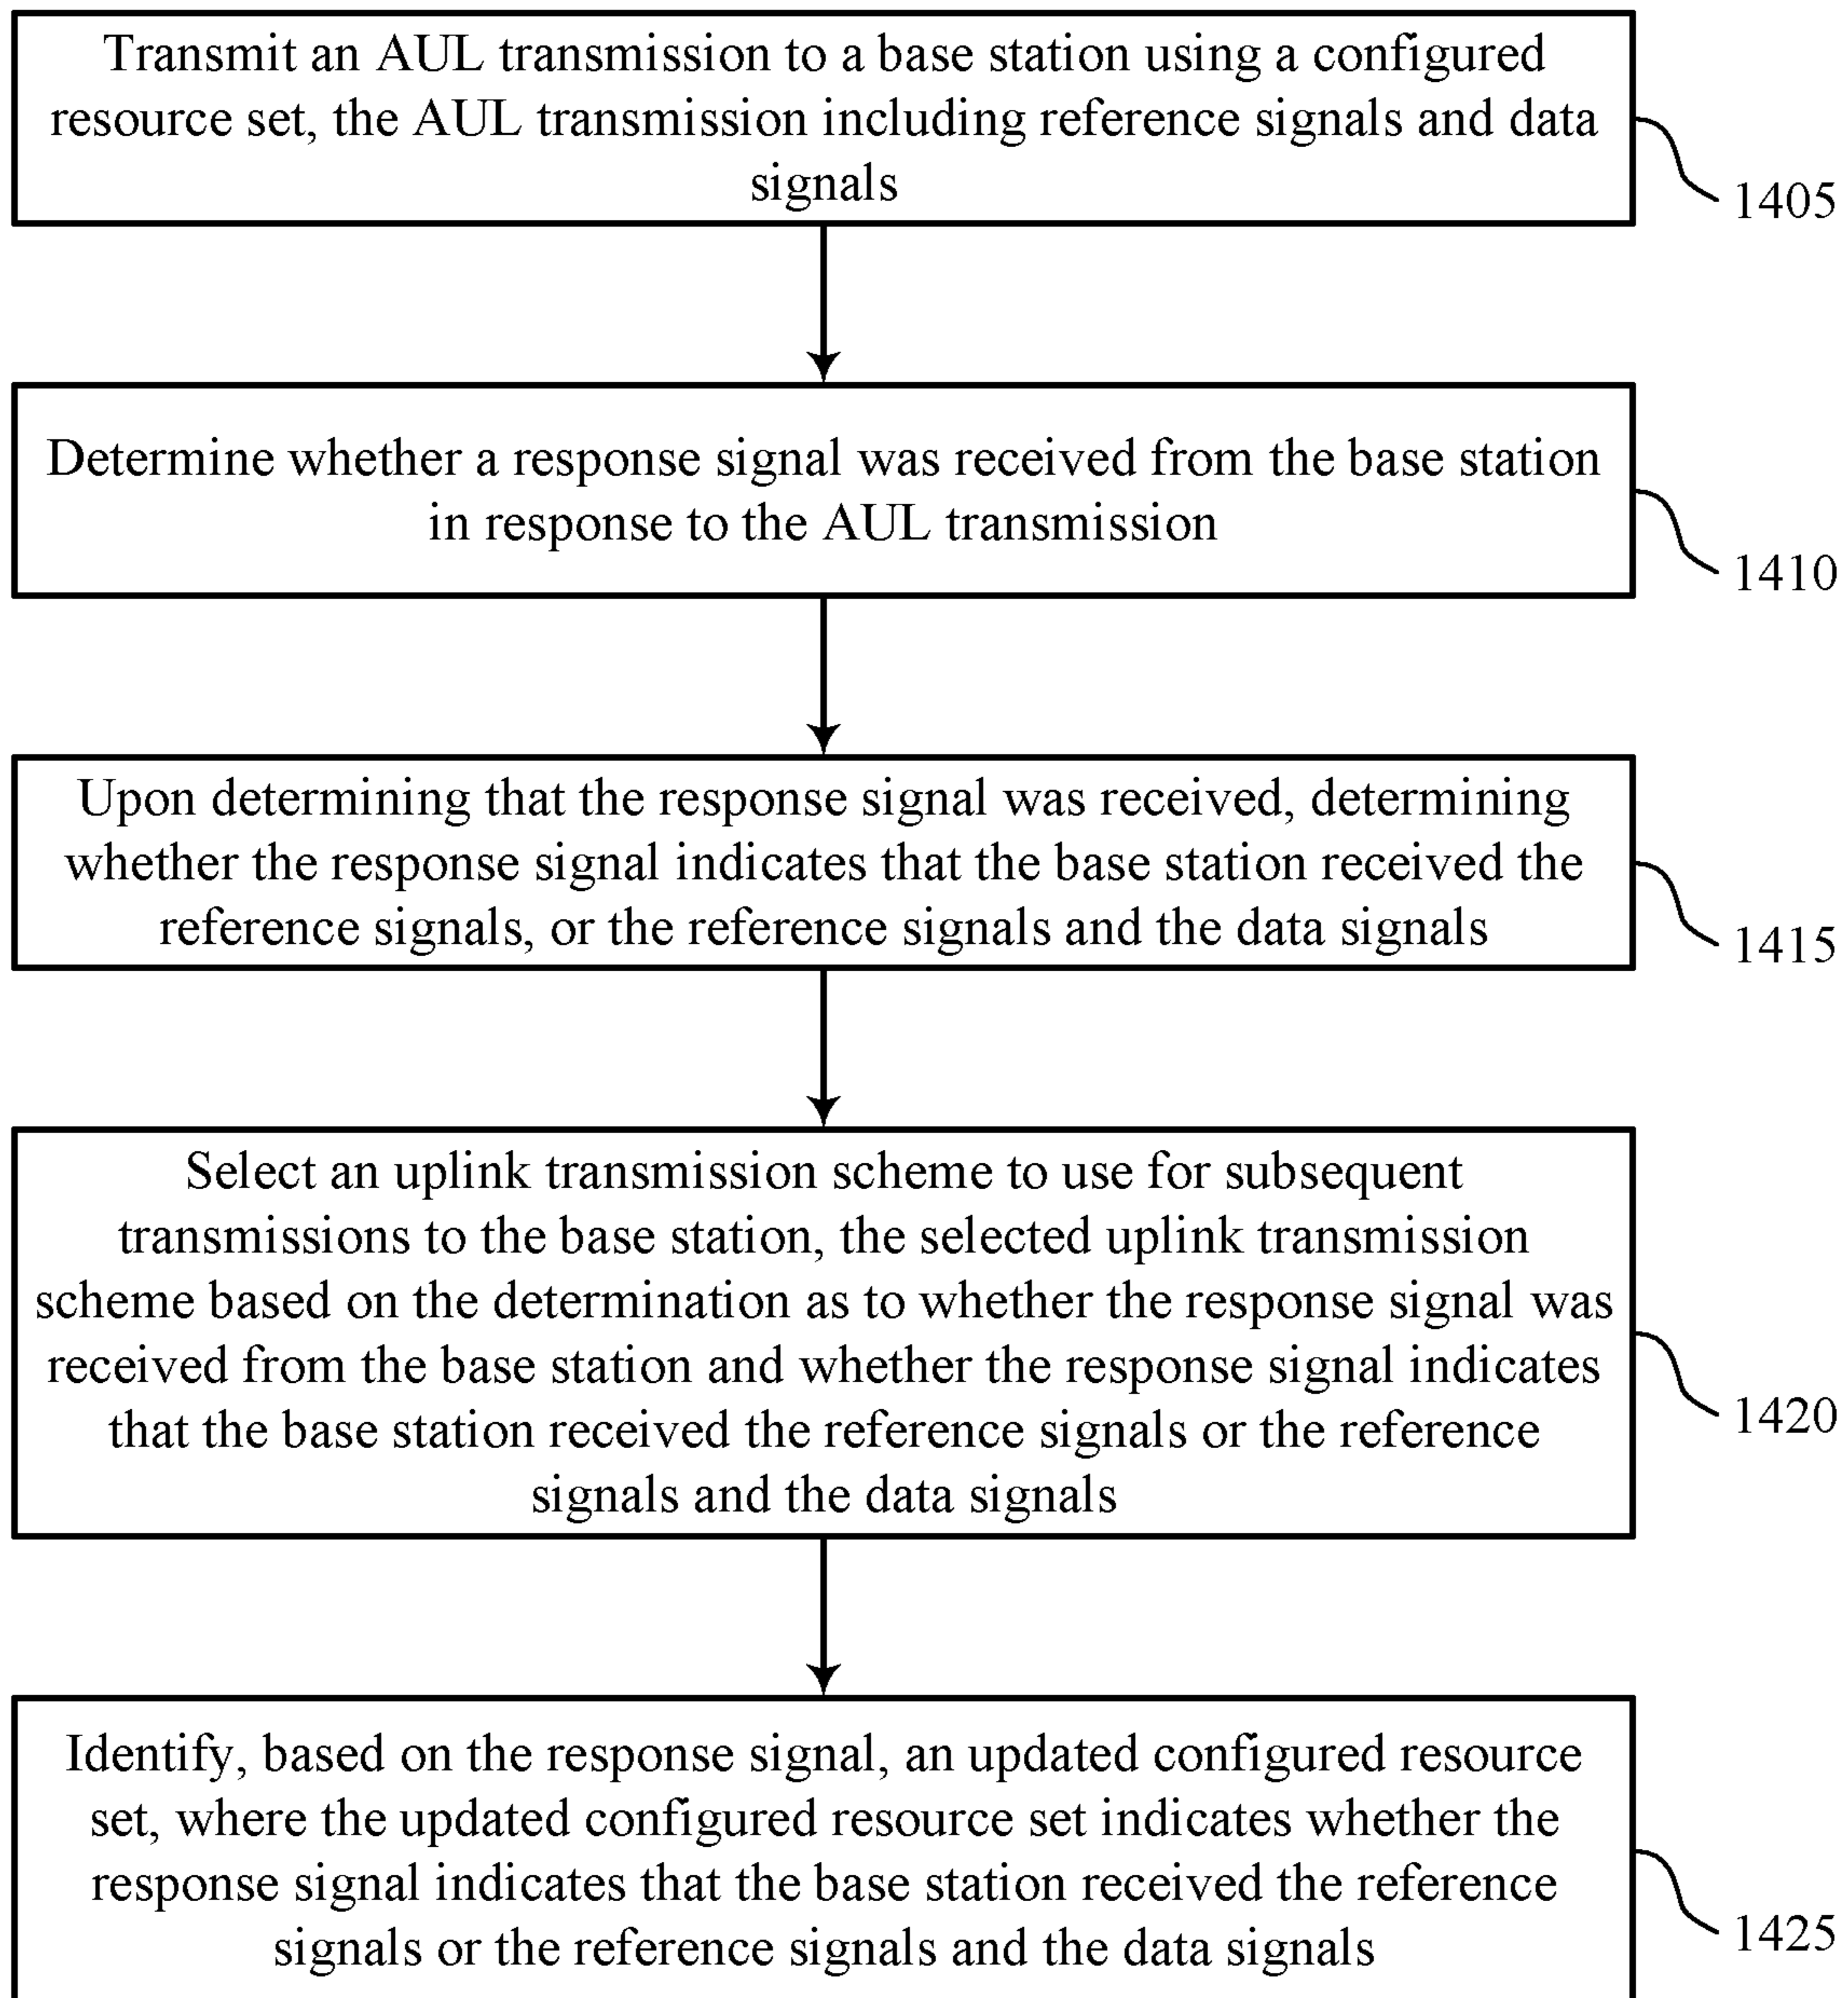 Transmit an AUL transmission to a base station using a configured
resource set, the AUL transmission including reference signals and data
signals
1405
Determine whether a response signal was received from the base station
in response to the AUL transmission
1410
Upon determining that the response signal was received, determining
whether the response signal indicates that the base station received the
reference signals, or the reference signals and the data signals
1415
Select an uplink transmission scheme to use for subsequent
transmissions to the base station, the selected uplink transmission
scheme based on the determination as to whether the response signal was
received from the base station and whether the response signal indicates
that the base station received the reference signals or the reference
signals and the data signals
1420
Identify, based on the response signal, an updated configured resource
set, where the updated configured resource set indicates whether the
response signal indicates that the base station received the reference
signals or the reference signals and the data signals
1425